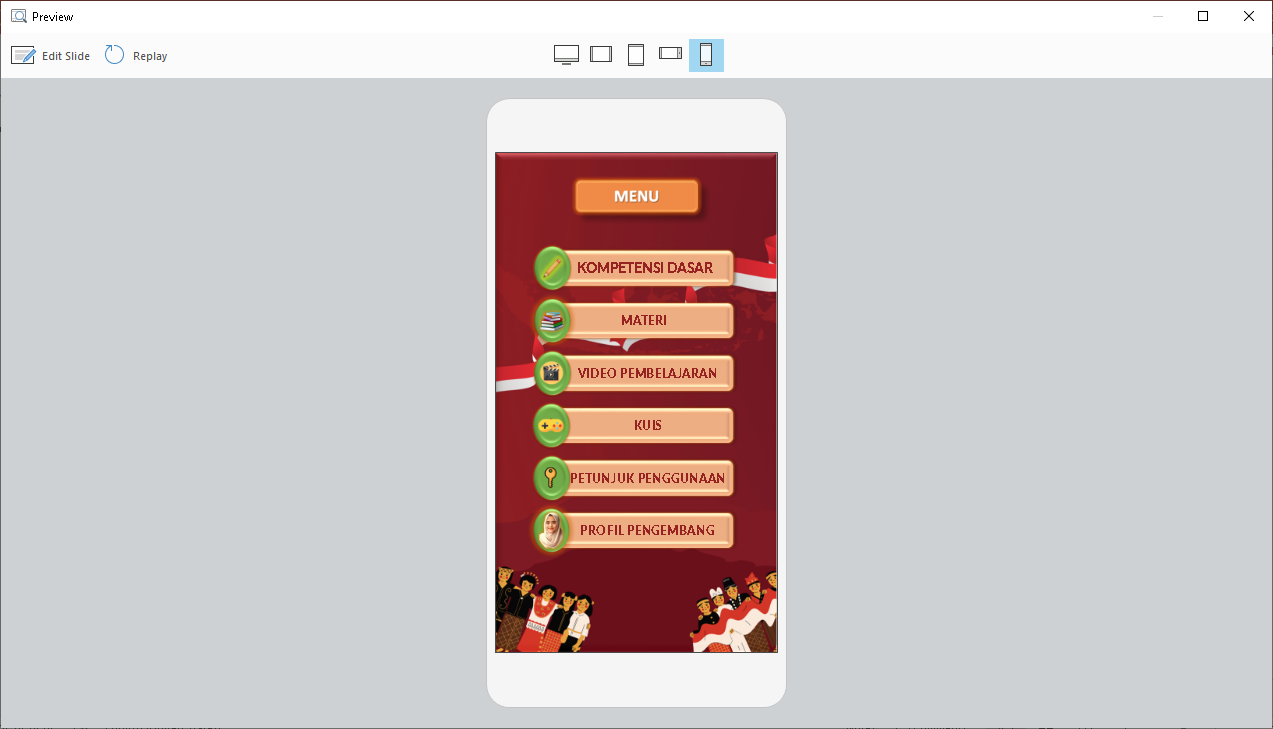 Preview
Edit Slide Replay
MENU
KOMPETENSI DASAR
MATERI
VIDEO PEMBELAJARAN
KUIS
PETUNJUK PENGGUNAAN
PROFIL PENGEMBANG